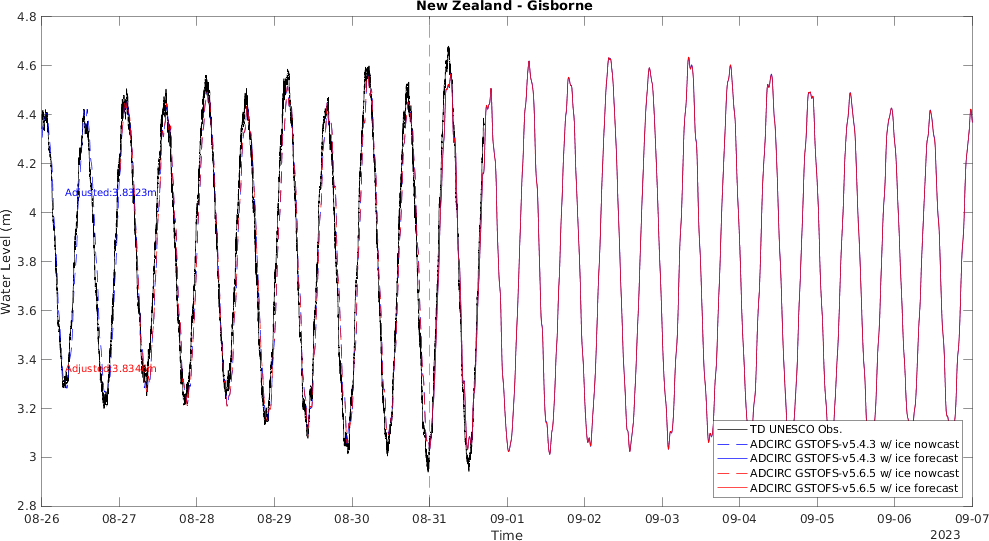 New Zealand - Gisborne
4.8
4.6
4.4
4.2
4
3.8
3.6
3.4
3.2
3
2.8
Water Level (m)
Adjusted:3.8323m
TD UNESCO Obs.
ADCIRC GSTOFS-v5.4.3 w/ ice nowcast
ADCIRC GSTOFS-v5.4.3 w/ ice forecast
ADCIRC GSTOFS-v5.6.5 w/ ice nowcast
ADCIRC GSTOFS-v5.6.5 w/ ice forecast
08-26 08-27 08-28 08-29 08-30 08-31 09-01 09-02 09-03 09-04 09-05 09-06 09-07
Time
2023